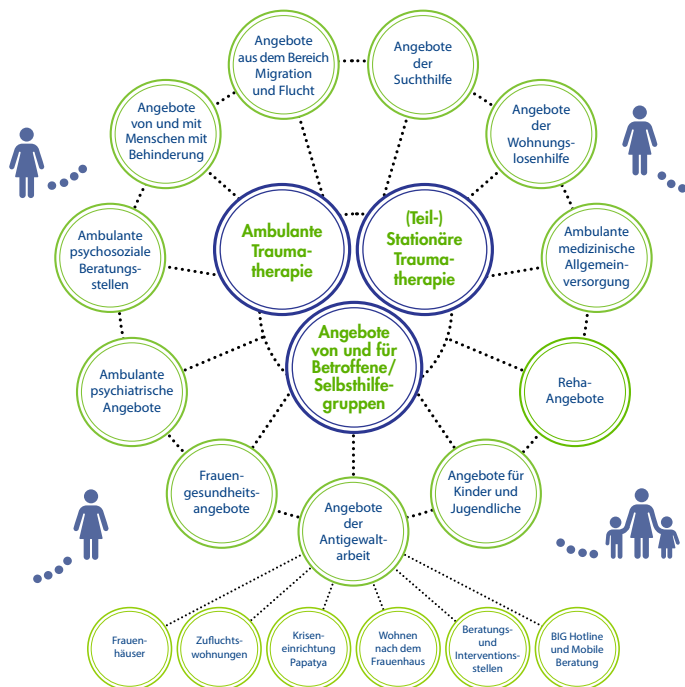 Angebote
aus dem Bereich
Migration
und Flucht
Angebote
der
Suchthilfe
Angebote
von und mit
Menschen mit
Behinderung
Angebote
der
Wohnungs-
losenhilfe
Ambulante
Trauma-
therapie
(Teil-)
Stationäre
Trauma-
therapie
Ambulante
psychosoziale
Beratungs-
stellen
Ambulante
medizinische
Allgemein-
versorgung
Angebote
von und für
Betroffene/
Selbsthilfe-
gruppen
Ambulante
psychiatrische
Angebote
Reha-
Angebote
Frauen-
gesundheits-
angebote
Angebote
der
Antigewalt-
arbeit
Angebote für
Kinder und
Jugendliche
Frauen-
häuser
Zufluchts-
wohnungen
Krisen-
einrichtung
Papatya
Wohnen
nach dem
Frauenhaus
Beratungs-
und
Interventions-
stellen
BIG Hotline
und Mobile
Beratung